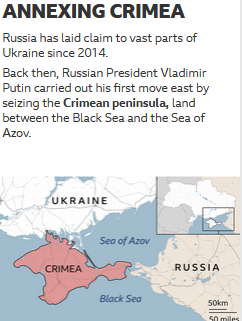 ANNEXING CRIMEA
Russia has laid claim to vast parts of
Ukraine since 2014.
Back then, Russian President Vladimir
Putin carried out his first move east by
seizing the Crimean peninsula, land
between the Black Sea and the Sea of
Azov.
UKRAINE
Sea of Azov
CRIMEA
RUSSIA
Black Sea
50km
50 miles